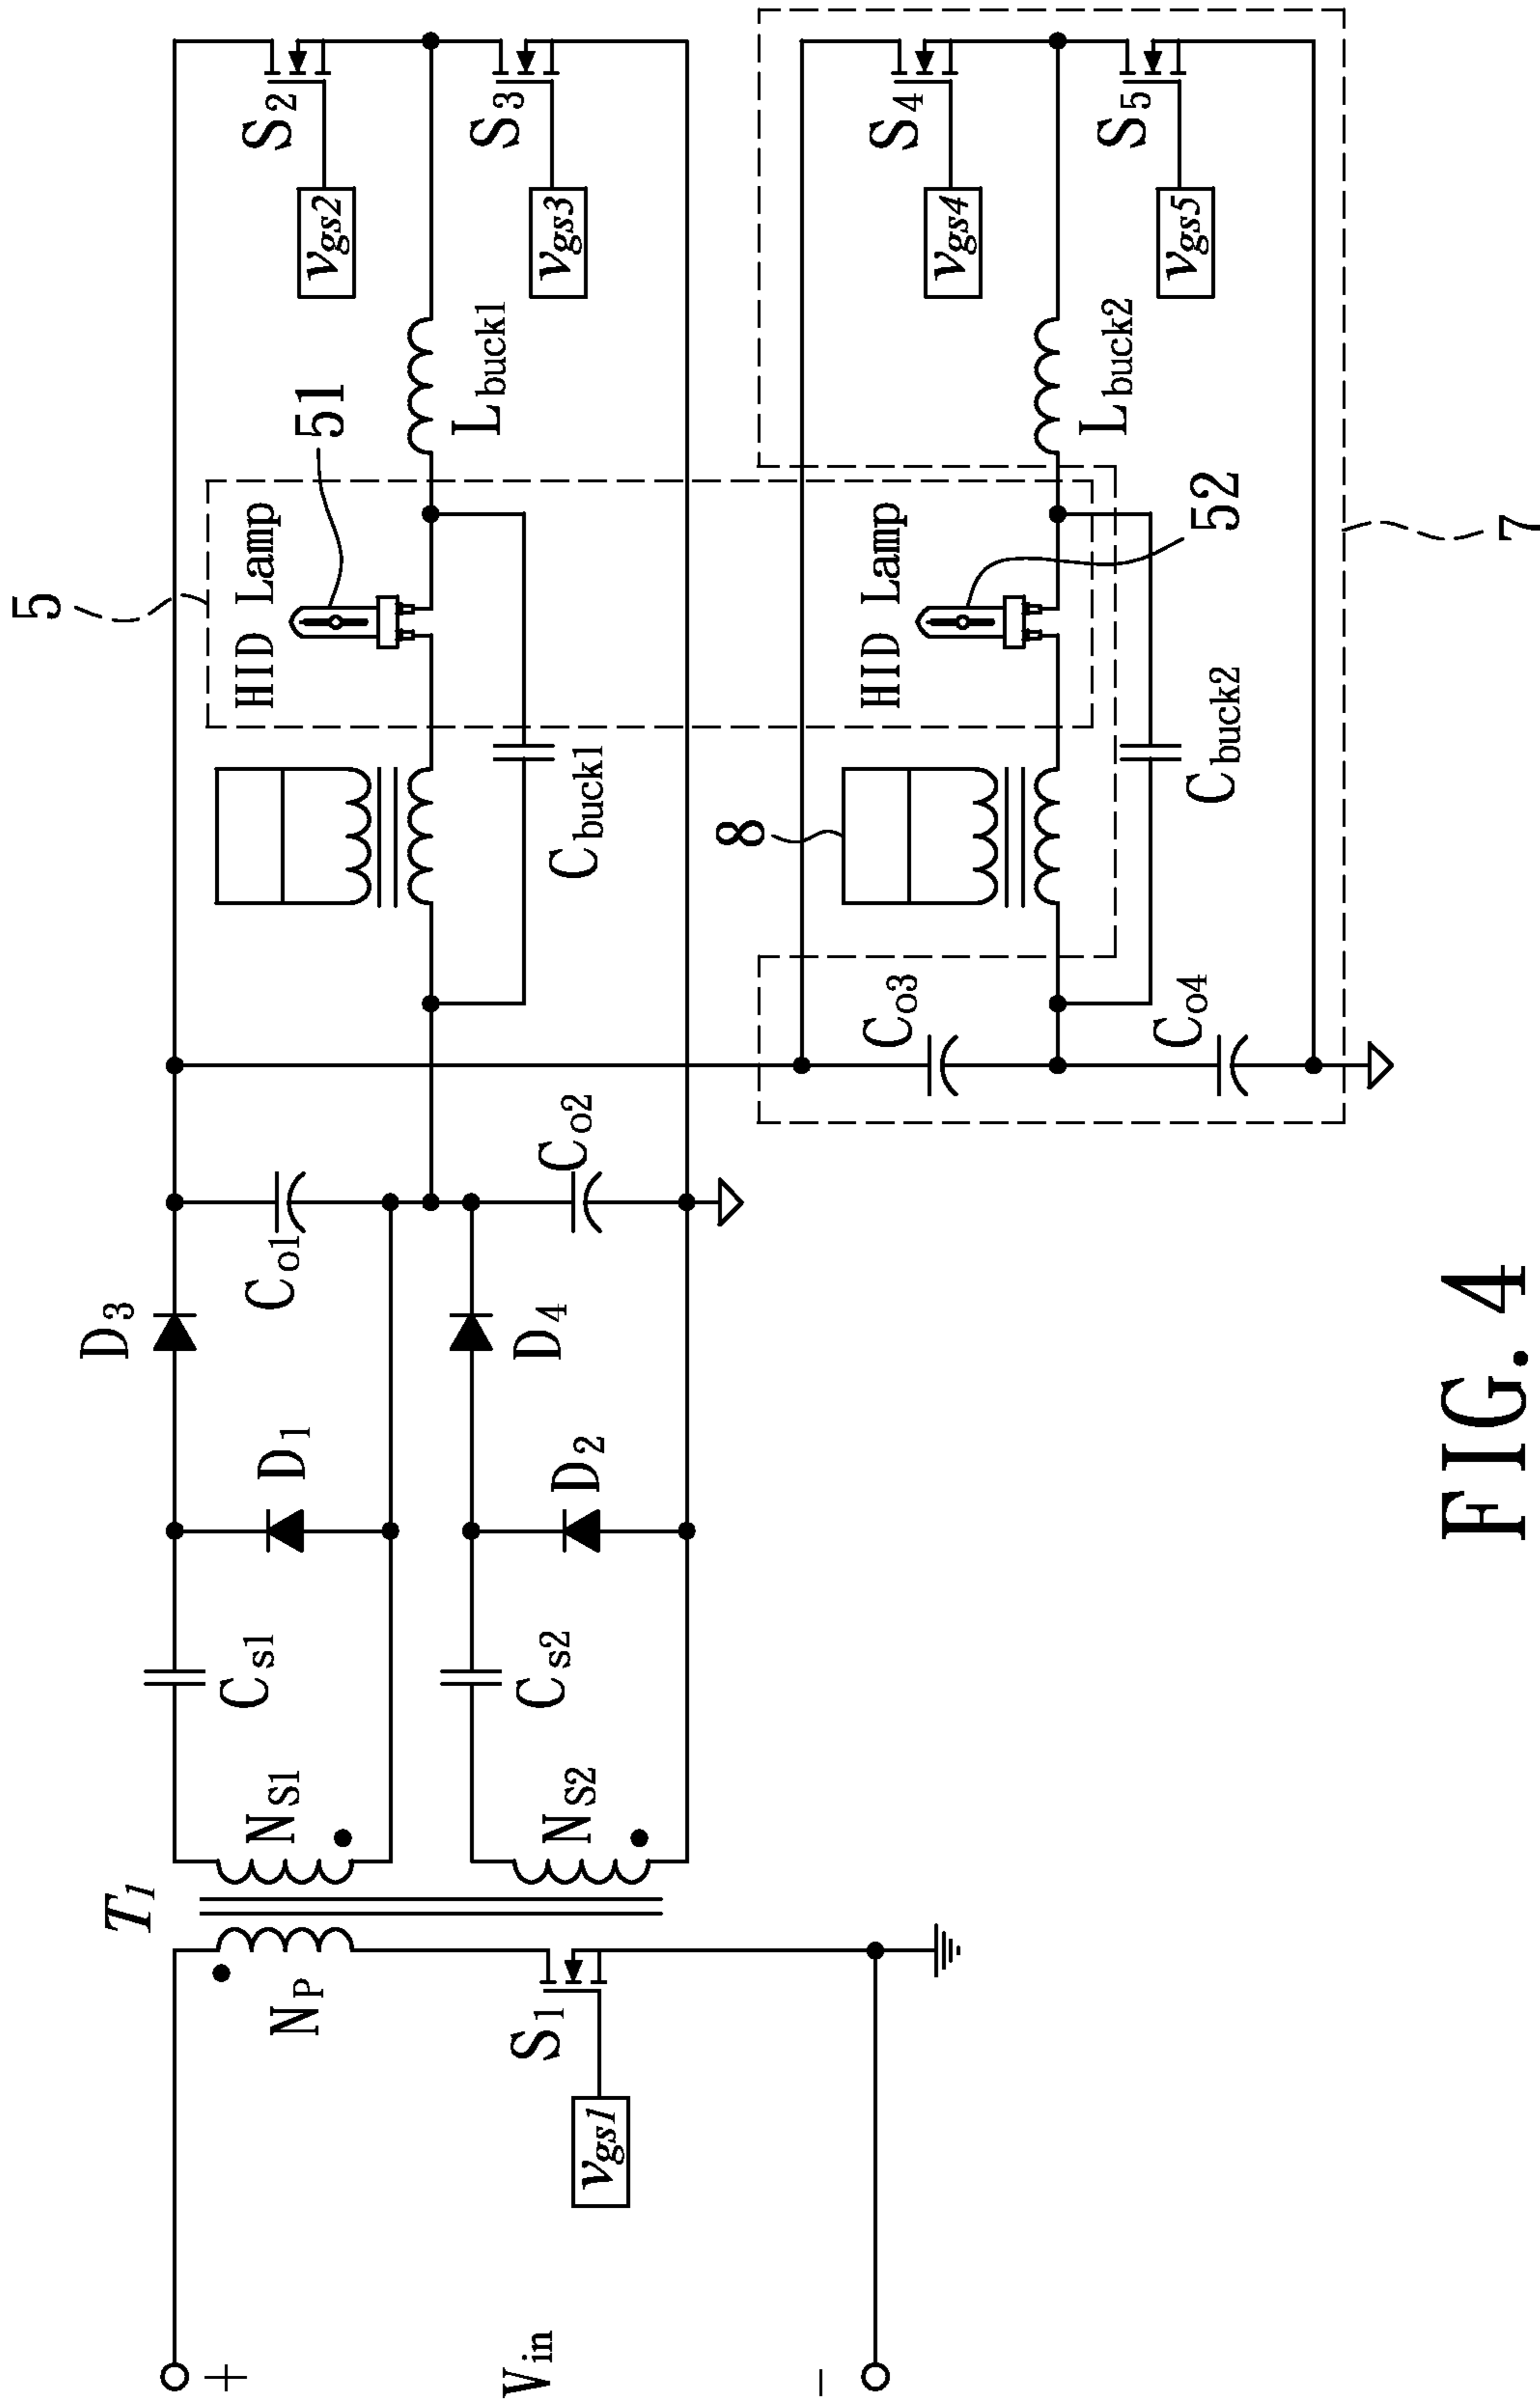 5
HID Lamp
51
S2
vgs2
S3
vgs3
Lbuck1
Cbuck1
T1
NP
NS1
NS2
Cs1
Cs2
D1
D2
D3
D4
Co1
Co2
S1
vgs1
+
Vin
−
8
HID Lamp
52
S4
vgs4
S5
vgs5
Lbuck2
Cbuck2
Co3
Co4
7
FIG. 4